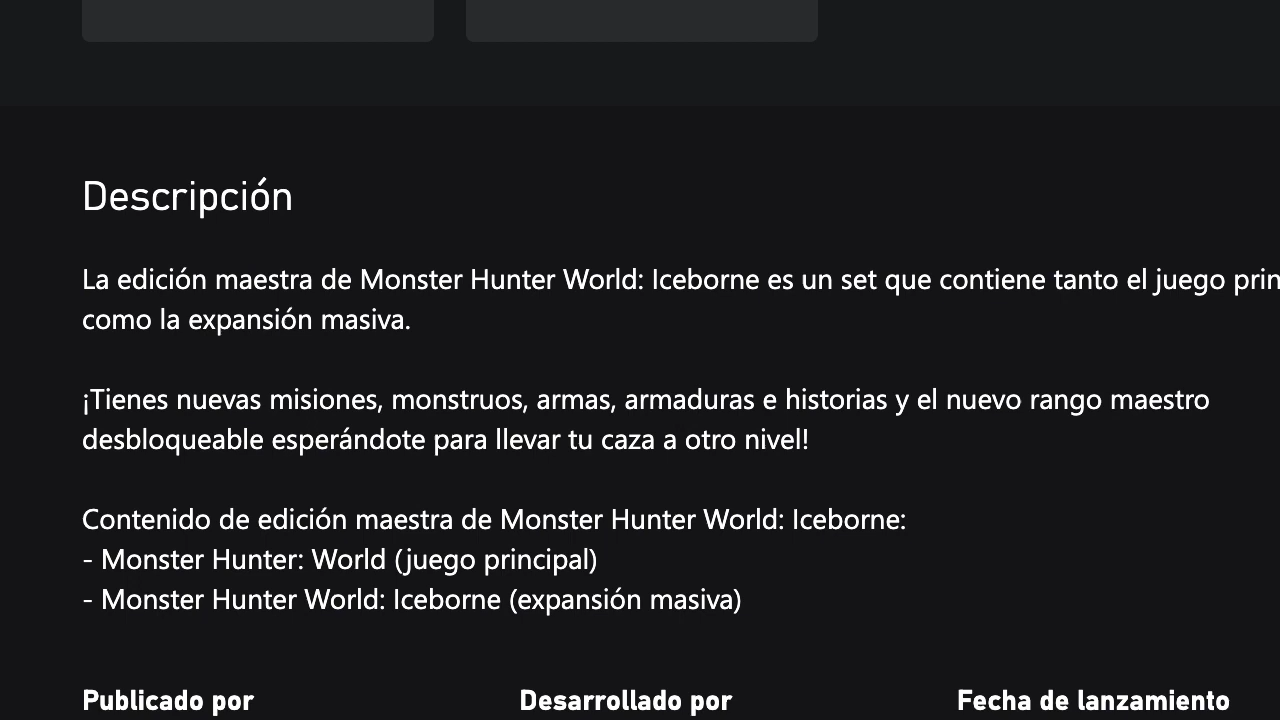 Descripción
La edición maestra de Monster Hunter World: Iceborne es un set que contiene tanto el juego
como la expansión masiva.
¡Tienes nuevas misiones, monstruos, armas, armaduras e historias y el nuevo rango maestro
desbloqueable esperándote para llevar tu caza a otro nivel!
Contenido de edición maestra de Monster Hunter World: Iceborne:
- Monster Hunter: World (juego principal)
- Monster Hunter World: Iceborne (expansión masiva)
Publicado por
Desarrollado por
Fecha de lanzamiento